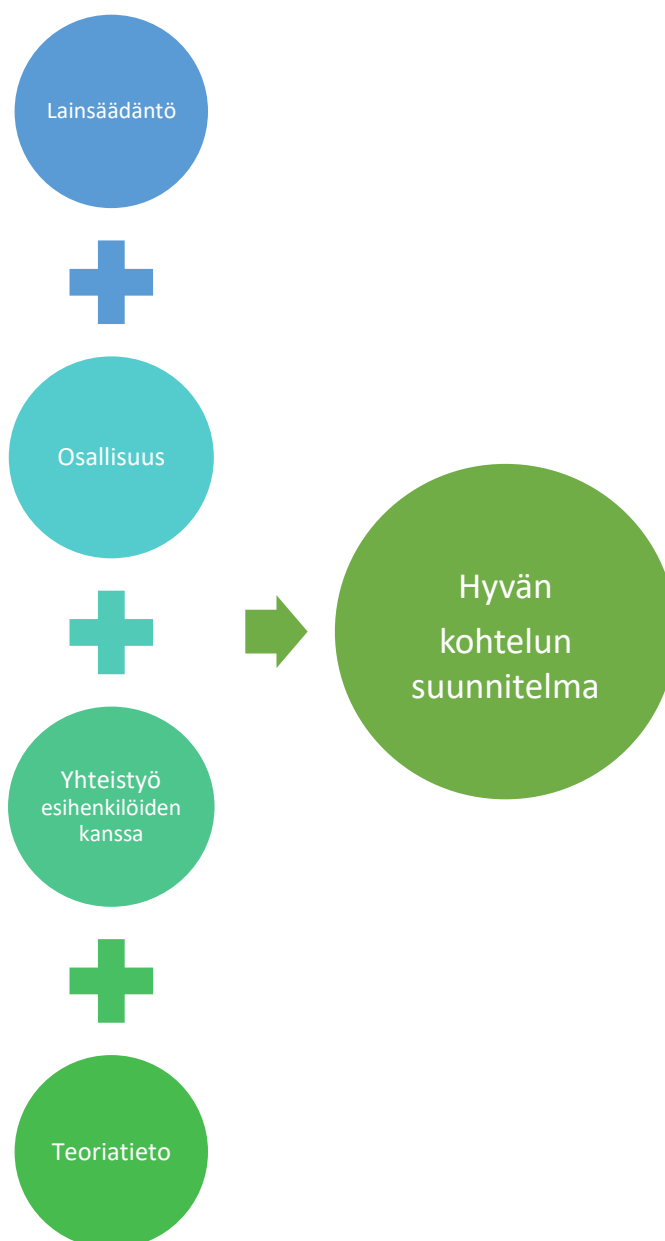 Lainsäädäntö
Osallisuus
Yhteistyö
esihenkilöiden
kanssa
Teoriatieto
Hyvän
kohtelun
suunnitelma